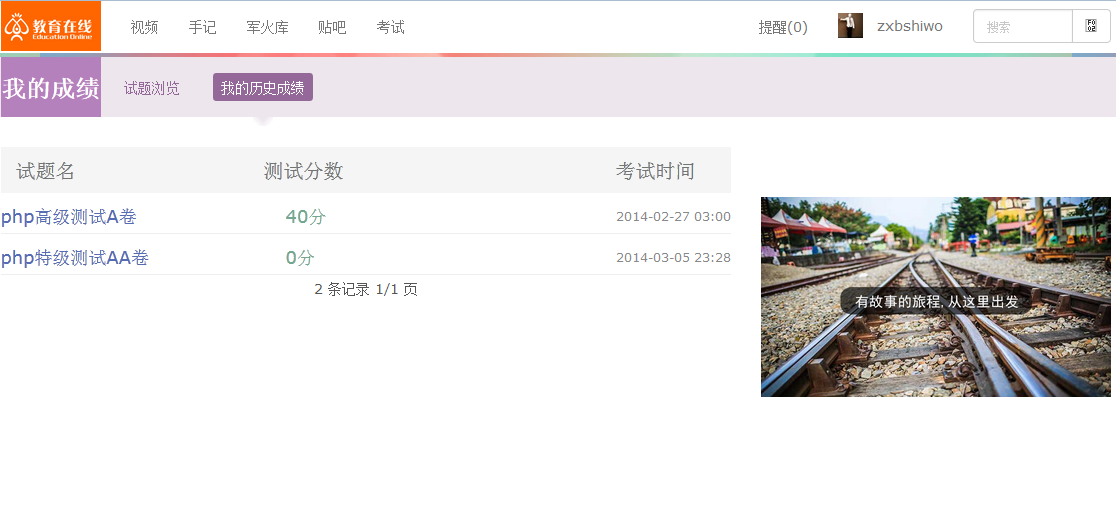 教育在线
Education Online
视频 手记 军火库 贴吧 考试 提醒(0) zxbshiwo 搜索
我的成绩 试题浏览 我的历史成绩
试题名 测试分数 考试时间
php高级测试A卷 40分 2014-02-27 03:00
php特级测试AA卷 0分 2014-03-05 23:28
2 条记录 1/1 页
有故事的旅程, 从这里出发